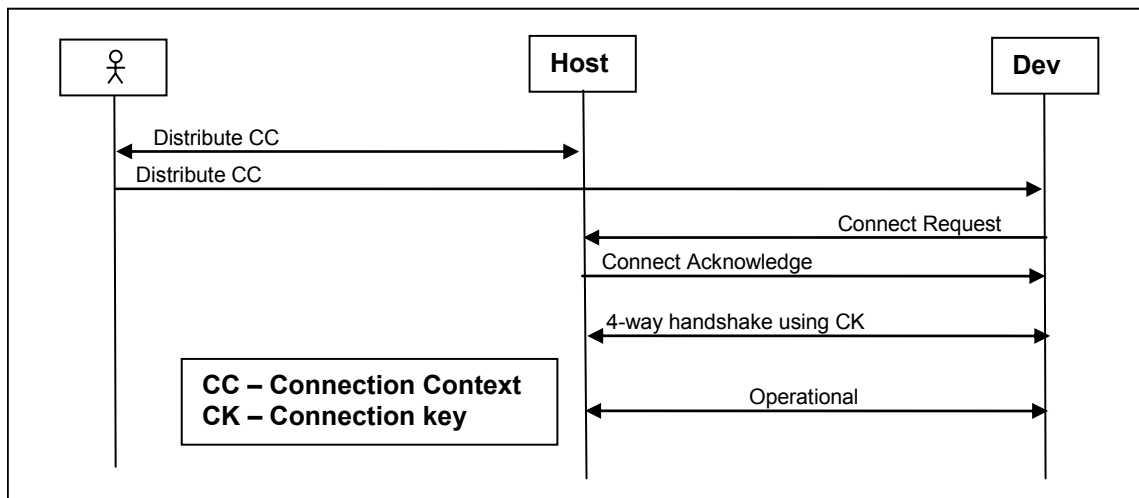 Host
Dev
Distribute CC
Distribute CC
Connect Request
Connect Acknowledge
4-way handshake using CK
CC – Connection Context
CK – Connection key
Operational